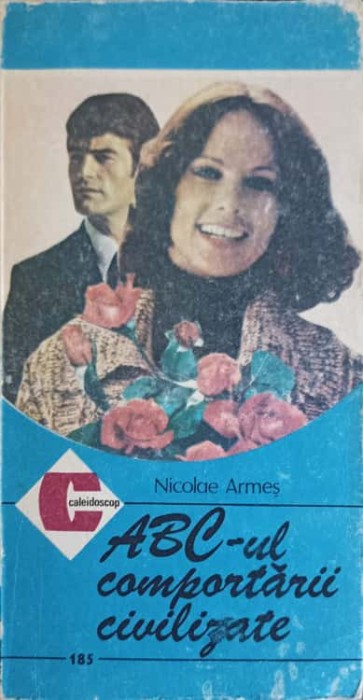 Nicolae Armeș
caleidoscop
ABC-ul
comportării
civilizate
185